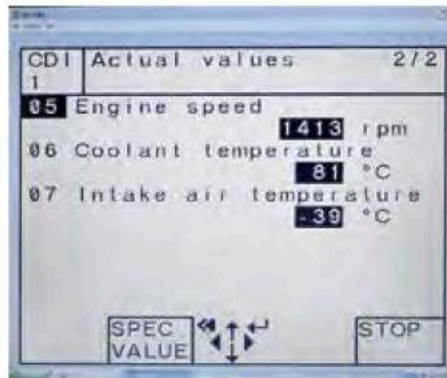 CDI Actual values 2/2
1
05 Engine speed
1413 rpm
06 Coolant temperature
81 °C
07 Intake air temperature
-39 °C
SPEC STOP
VALUE